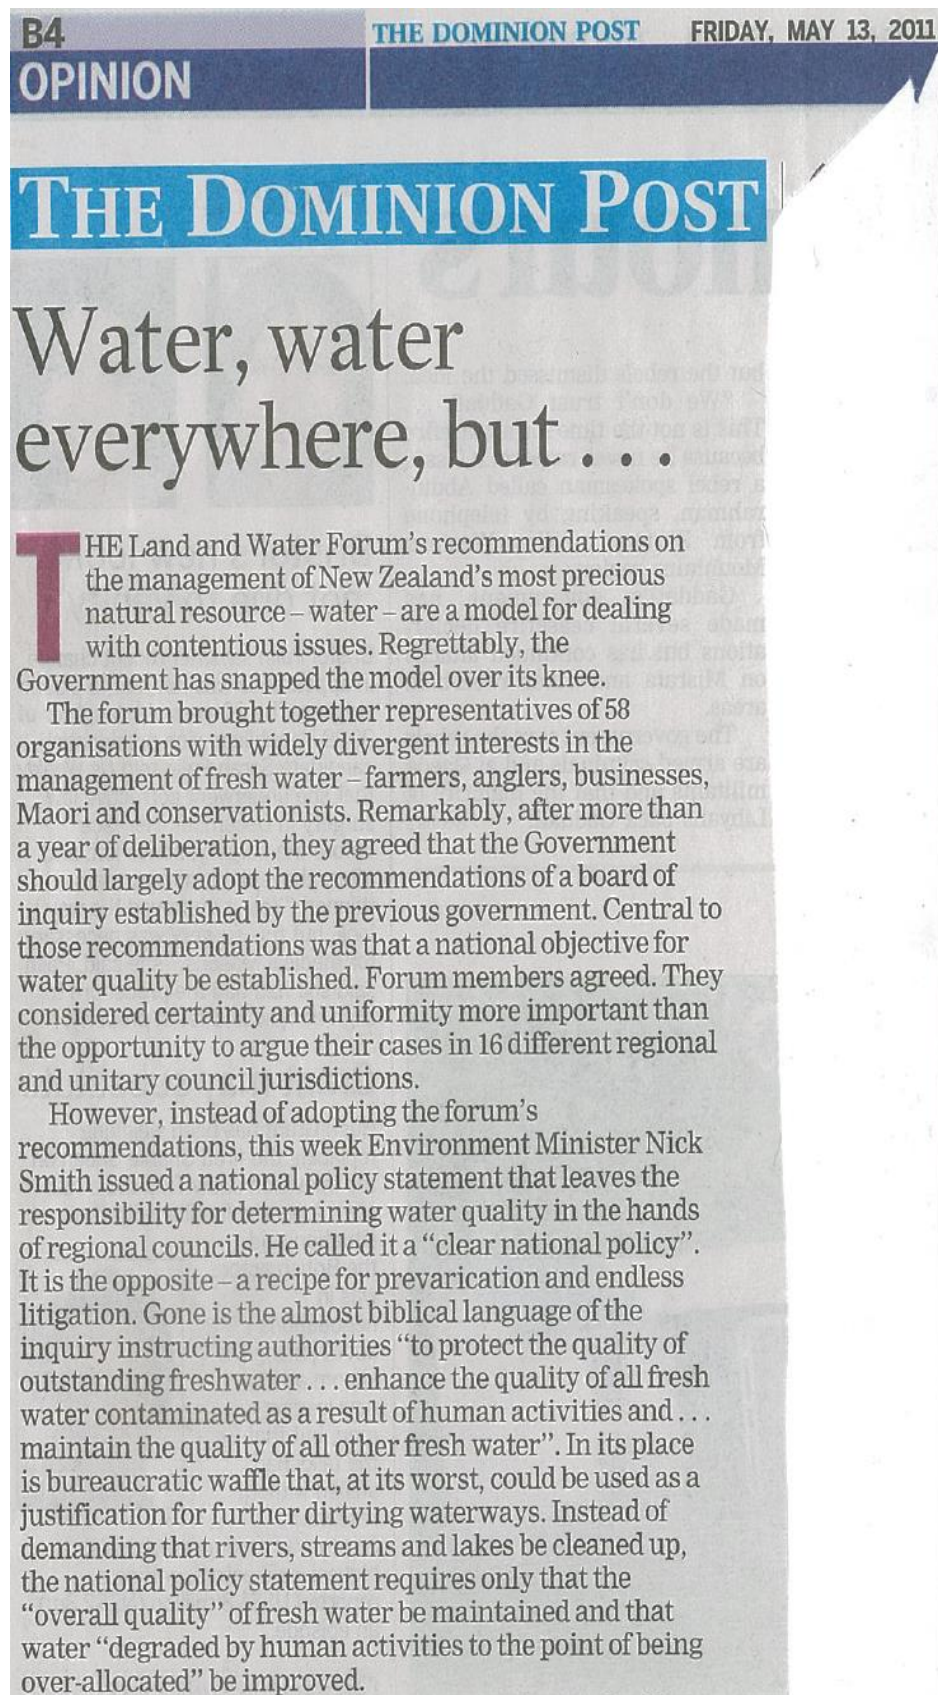 B4
THE DOMINION POST
FRIDAY, MAY 13, 2011
OPINION
THE DOMINION POST
Water, water
everywhere, but . . .
THE Land and Water Forum's recommendations on
the management of New Zealand's most precious
natural resource – water – are a model for dealing
with contentious issues. Regrettably, the
Government has snapped the model over its knee.
The forum brought together representatives of 58
organisations with widely divergent interests in the
management of fresh water – farmers, anglers, businesses,
Maori and conservationists. Remarkably, after more than
a year of deliberation, they agreed that the Government
should largely adopt the recommendations of a board of
inquiry established by the previous government. Central to
those recommendations was that a national objective for
water quality be established. Forum members agreed. They
considered certainty and uniformity more important than
the opportunity to argue their cases in 16 different regional
and unitary council jurisdictions.
However, instead of adopting the forum's
recommendations, this week Environment Minister Nick
Smith issued a national policy statement that leaves the
responsibility for determining water quality in the hands
of regional councils. He called it a “clear national policy”.
It is the opposite – a recipe for prevarication and endless
litigation. Gone is the almost biblical language of the
inquiry instructing authorities “to protect the quality of
outstanding freshwater . . . enhance the quality of all fresh
water contaminated as a result of human activities and . . .
maintain the quality of all other fresh water”. In its place
is bureaucratic waffle that, at its worst, could be used as a
justification for further dirtying waterways. Instead of
demanding that rivers, streams and lakes be cleaned up,
the national policy statement requires only that the
“overall quality” of fresh water be maintained and that
water “degraded by human activities to the point of being
over-allocated” be improved.